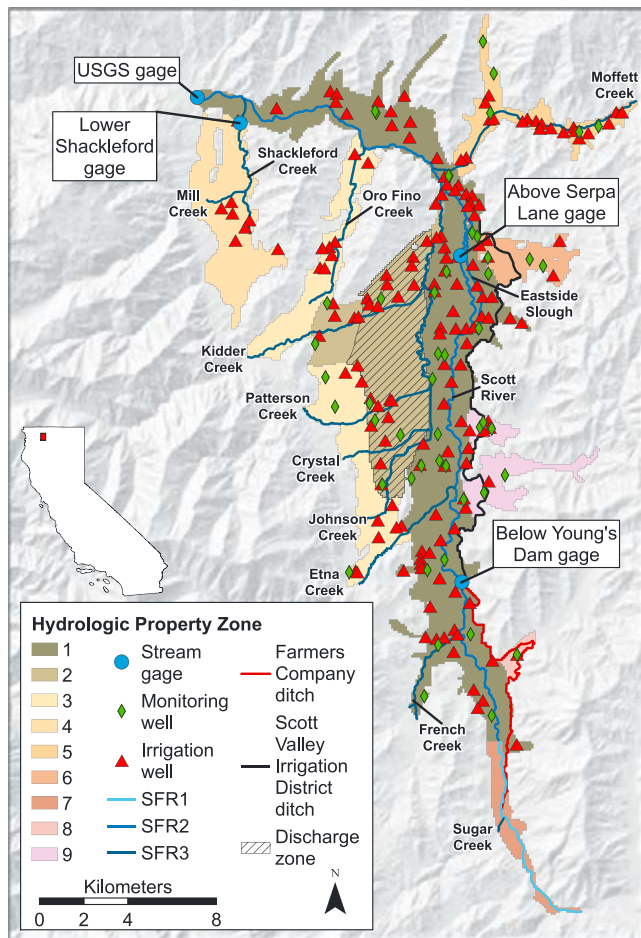 USGS gage
Lower
Shackleford
gage
Moffett
Creek
Shackleford
Creek
Mill
Creek
Oro Fino
Creek
Above Serpa
Lane gage
Eastside
Slough
Kidder
Creek
Scott
River
Patterson
Creek
Crystal
Creek
Johnson
Creek
Below Young's
Dam gage
Etna
Creek
French
Creek
Sugar
Creek
Hydrologic Property Zone
1
2
3
4
5
6
7
8
9
Stream
gage
Monitoring
well
Irrigation
well
SFR1
SFR2
SFR3
Farmers
Company
ditch
Scott
Valley
Irrigation
District
ditch
Discharge
zone
Kilometers
0 2 4 8
N